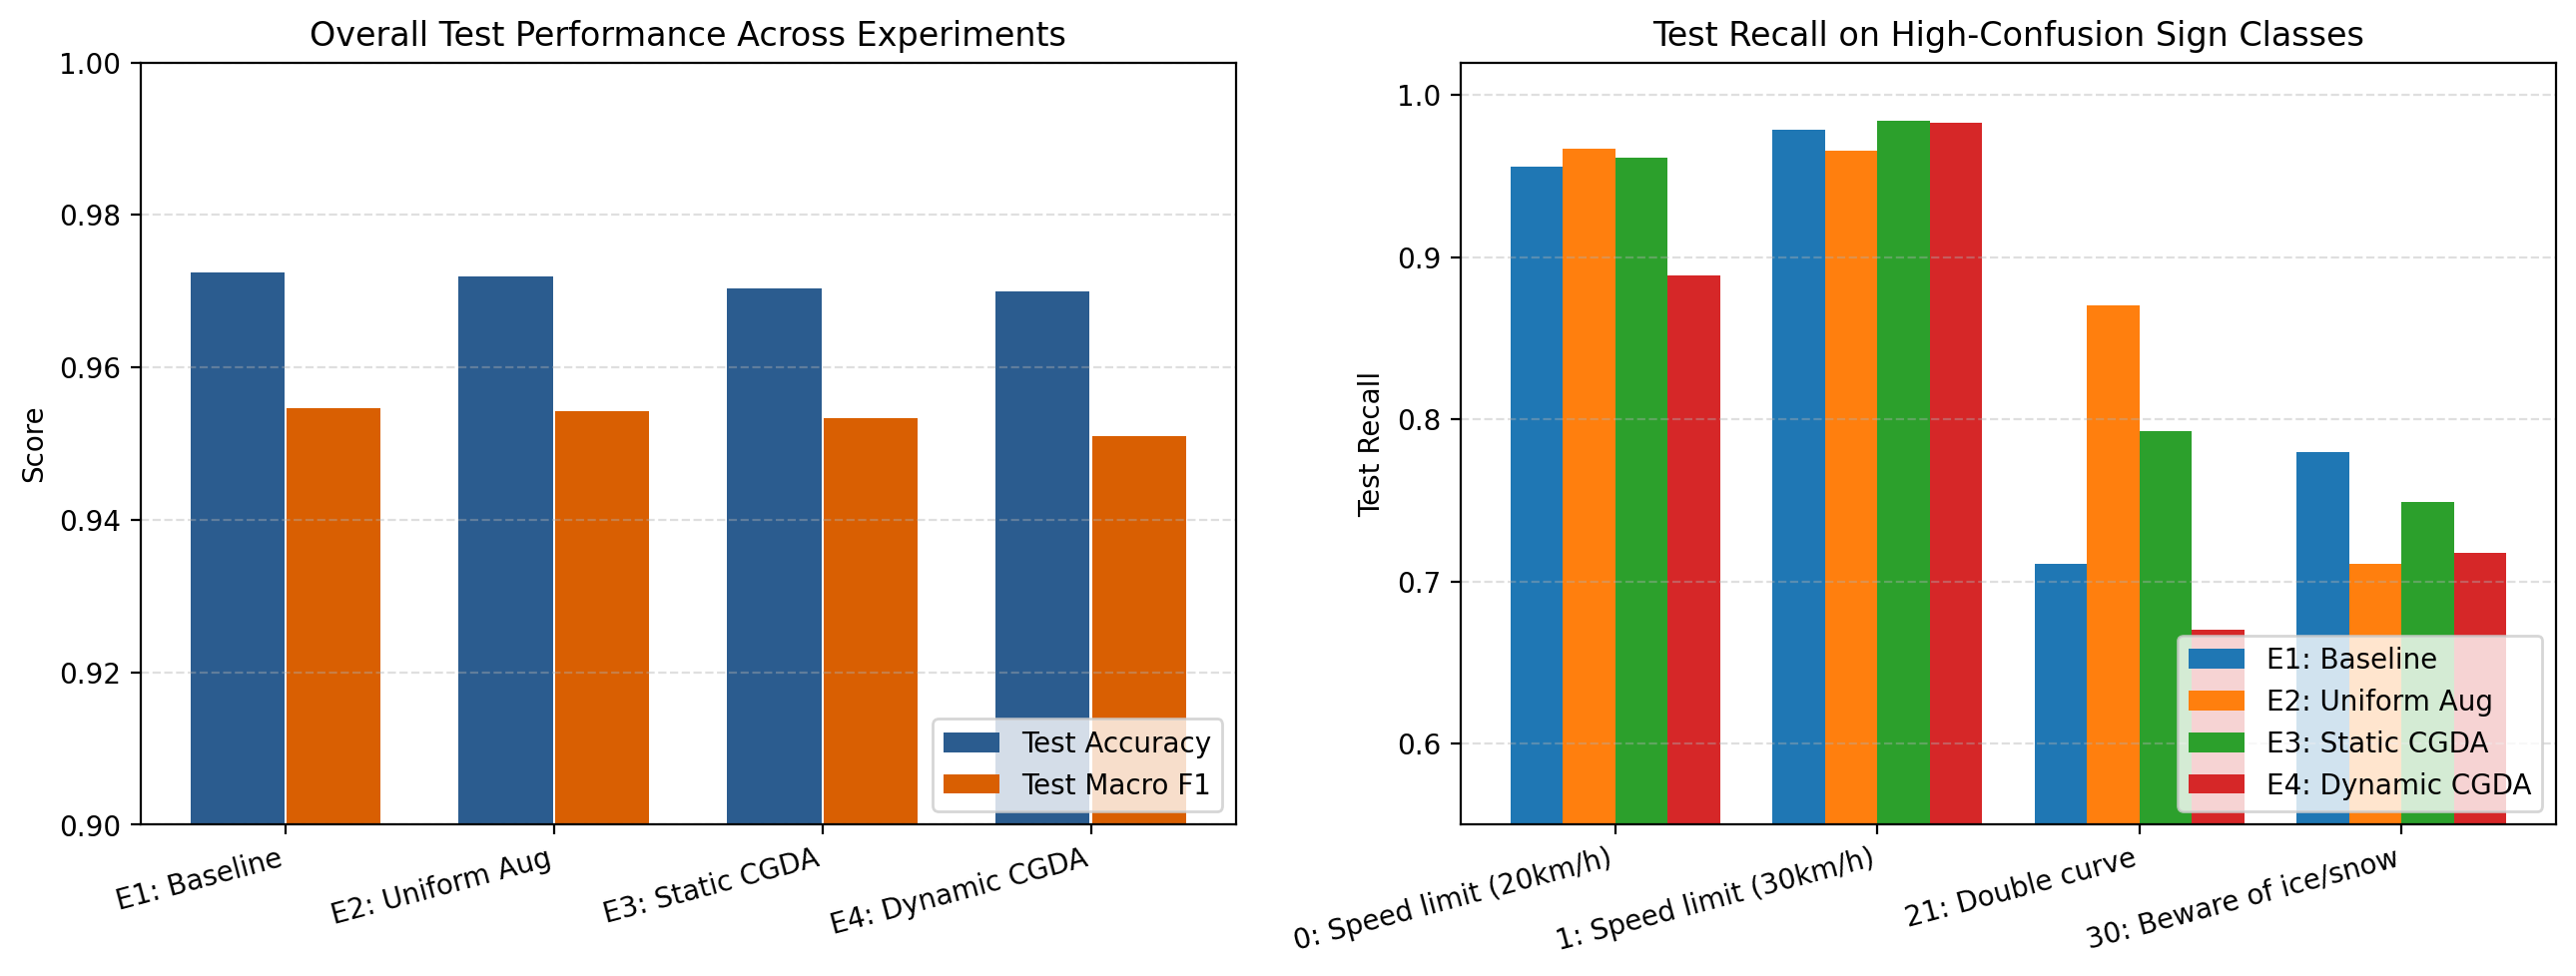 Overall Test Performance Across Experiments
Score
1.00
0.98
0.96
0.94
0.92
0.90
E1: Baseline
E2: Uniform Aug
E3: Static CGDA
E4: Dynamic CGDA
Test Accuracy
Test Macro F1
Test Recall on High-Confusion Sign Classes
Test Recall
1.0
0.9
0.8
0.7
0.6
0: Speed limit (20km/h)
1: Speed limit (30km/h)
21: Double curve
30: Beware of ice/snow
E1: Baseline
E2: Uniform Aug
E3: Static CGDA
E4: Dynamic CGDA